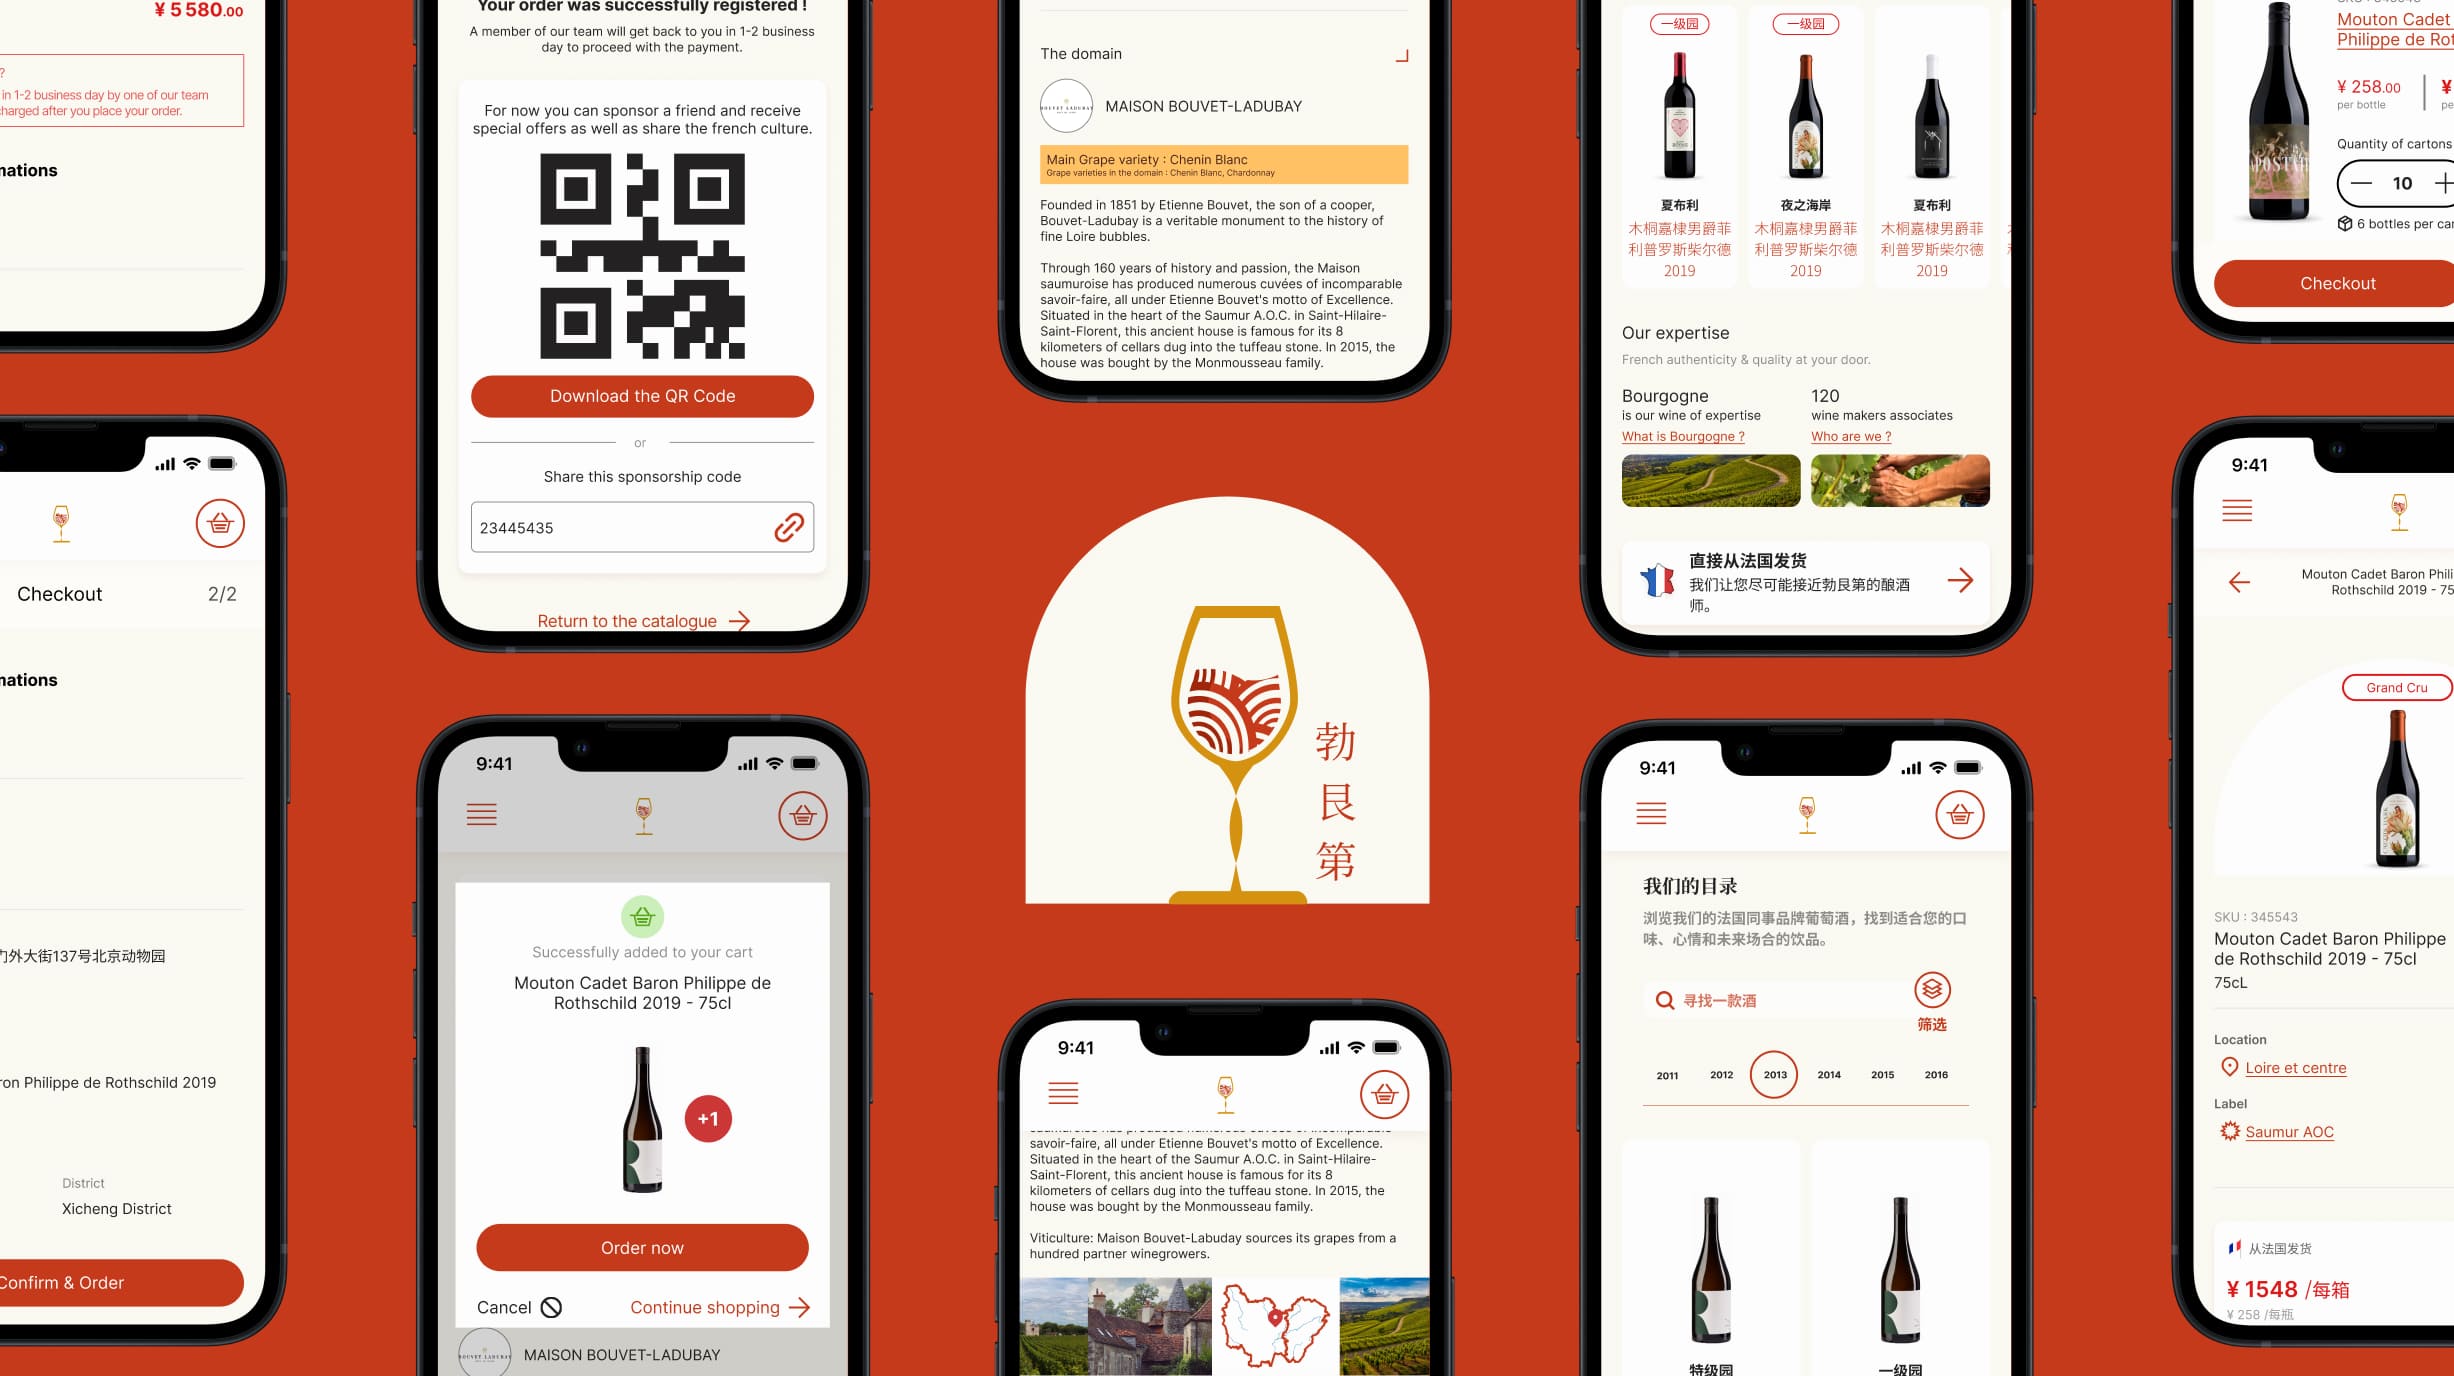 ¥ 5 580.00
?
in 1-2 business day by one of our team
charged after you place your order.
mations
Checkout
2/2
mations
门外大街137号北京动物园
ron Philippe de Rothschild 2019
District
Xicheng District
Confirm & Order
Your order was successfully registered !
A member of our team will get back to you in 1-2 business
day to proceed with the payment.
For now you can sponsor a friend and receive
special offers as well as share the french culture.
Download the QR Code
or
Share this sponsorship code
23445435
Return to the catalogue
9:41
Successfully added to your cart
Mouton Cadet Baron Philippe de
Rothschild 2019 - 75cl
+1
Order now
Cancel
Continue shopping
BOUVET LADUBAY
MAISON BOUVET-LADUBAY
The domain
BOUVET LADUBAY
MAISON BOUVET-LADUBAY
Main Grape variety : Chenin Blanc
Grape varieties in the domain : Chenin Blanc, Chardonnay
Founded in 1851 by Etienne Bouvet, the son of a cooper,
Bouvet-Ladubay is a veritable monument to the history of
fine Loire bubbles.
Through 160 years of history and passion, the Maison
saumuroise has produced numerous cuvées of incomparable
savoir-faire, all under Etienne Bouvet's motto of Excellence.
Situated in the heart of the Saumur A.O.C. in Saint-Hilaire-
Saint-Florent, this ancient house is famous for its 8
kilometers of cellars dug into the tuffeau stone. In 2015, the
house was bought by the Monmousseau family.
勃
艮
第
9:41
saumuroise has produced numerous cuvées of incomparable
savoir-faire, all under Etienne Bouvet's motto of Excellence.
Situated in the heart of the Saumur A.O.C. in Saint-Hilaire-
Saint-Florent, this ancient house is famous for its 8
kilometers of cellars dug into the tuffeau stone. In 2015, the
house was bought by the Monmousseau family.
Viticulture: Maison Bouvet-Labuday sources its grapes from a
hundred partner winegrowers.
一级园
一级园
夏布利
木桐嘉棣男爵菲
利普罗斯柴尔德
2019
夜之海岸
木桐嘉棣男爵菲
利普罗斯柴尔德
2019
夏布利
木桐嘉棣男爵菲
利普罗斯柴尔德
2019
Our expertise
French authenticity & quality at your door.
Bourgogne
is our wine of expertise
What is Bourgogne ?
120
wine makers associates
Who are we ?
直接从法国发货
我们让您尽可能接近勃艮第的酿酒
师。
9:41
我们的目录
浏览我们的法国同事品牌葡萄酒，找到适合您的口
味、心情和未来场合的饮品。
寻找一款酒
筛选
2011 2012 2013 2014 2015 2016
特级园
一级园
SKU : 345543
Mouton Cadet
Philippe de Rot
¥ 258.00
per bottle
¥
pe
Quantity of cartons
10
6 bottles per car
Checkout
9:41
Mouton Cadet Baron Phili
Rothschild 2019 - 75
Grand Cru
SKU : 345543
Mouton Cadet Baron Philippe
de Rothschild 2019 - 75cl
75cL
Location
Loire et centre
Label
Saumur AOC
从法国发货
¥ 1548 /每箱
¥ 258 /每瓶